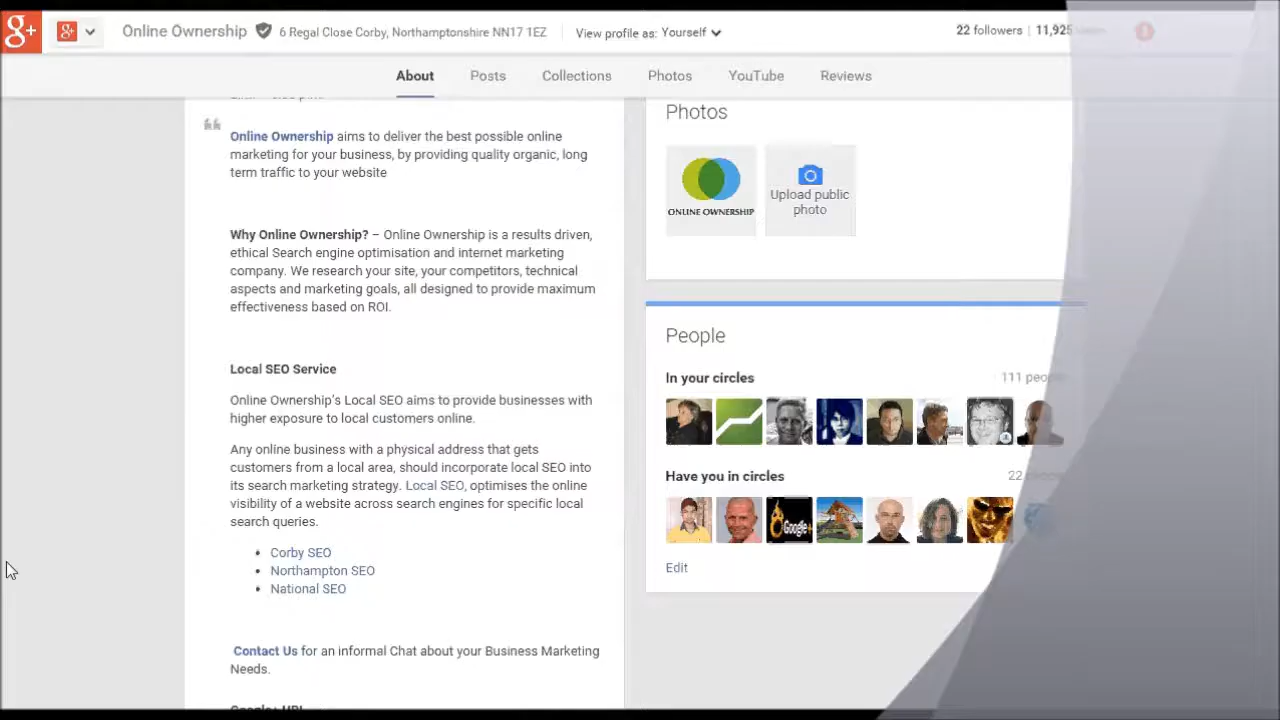 g+ g+ Online Ownership 6 Regal Close Corby, Northamptonshire NN17 1EZ View profile as: Yourself 22 followers | 11,925
About Posts Collections Photos YouTube Reviews
Online Ownership aims to deliver the best possible online
marketing for your business, by providing quality organic, long
term traffic to your website
Why Online Ownership? – Online Ownership is a results driven,
ethical Search engine optimisation and internet marketing
company. We research your site, your competitors, technical
aspects and marketing goals, all designed to provide maximum
effectiveness based on ROI.
Local SEO Service
Online Ownership's Local SEO aims to provide businesses with
higher exposure to local customers online.
Any online business with a physical address that gets
customers from a local area, should incorporate local SEO into
its search marketing strategy. Local SEO, optimises the online
visibility of a website across search engines for specific local
search queries.
• Corby SEO
• Northampton SEO
• National SEO
Contact Us for an informal Chat about your Business Marketing
Needs.
Photos
ONLINE OWNERSHIP
Upload public
photo
People
In your circles 111 people
Have you in circles 22
Google+
Edit